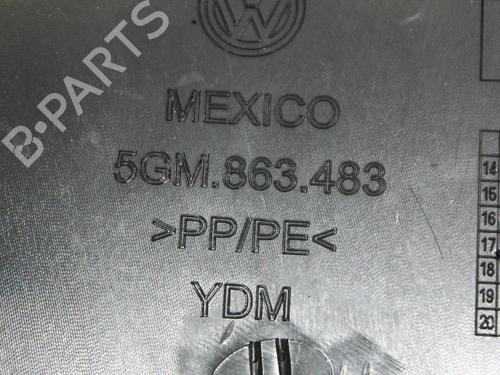 B-PARTS
MEXICO
5GM.863.483
>PP/PE<
YDM
14
15
16
17
18
19
20